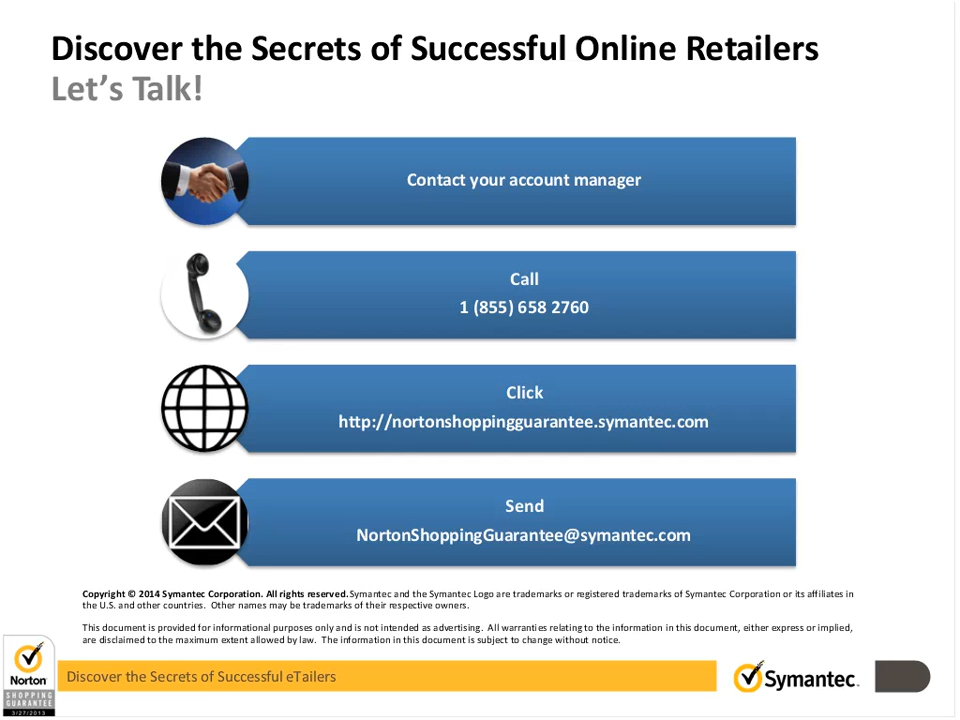 Discover the Secrets of Successful Online Retailers
Let's Talk!
Contact your account manager
Call
1 (855) 658 2760
Click
http://nortonshoppingguarantee.symantec.com
Send
NortonShoppingGuarantee@symantec.com
Copyright © 2014 Symantec Corporation. All rights reserved. Symantec and the Symantec Logo are trademarks or registered trademarks of Symantec Corporation or its affiliates in
the U.S. and other countries. Other names may be trademarks of their respective owners.
This document is provided for informational purposes only and is not intended as advertising. All warranties relating to the information in this document, either express or implied,
are disclaimed to the maximum extent allowed by law. The information in this document is subject to change without notice.
Norton
SHOPPING
GUARANTEE
3/27/2013
Discover the Secrets of Successful eTailers
Symantec.